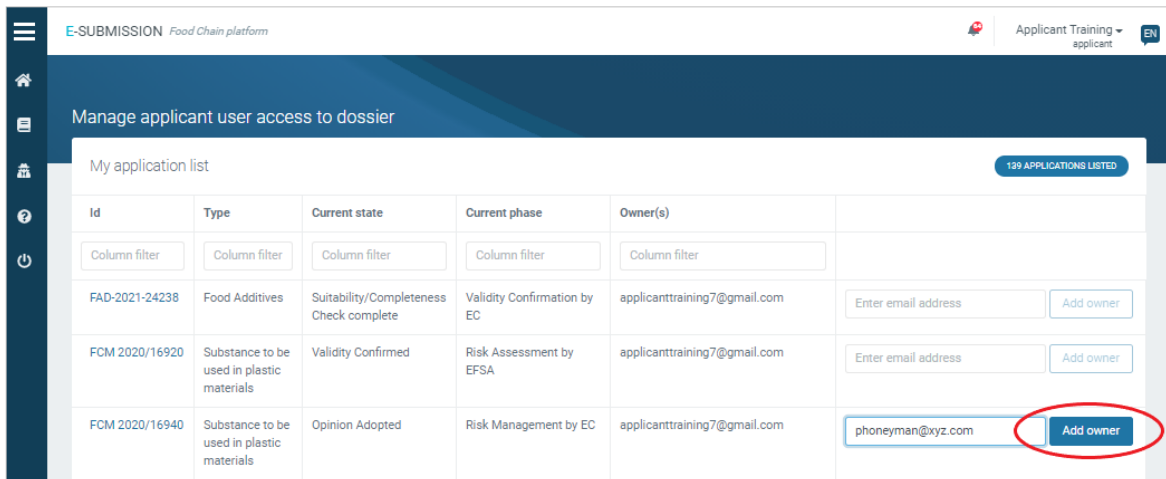 E-SUBMISSION Food Chain platform
54
Applicant Training
applicant
EN
Manage applicant user access to dossier
My application list
139 APPLICATIONS LISTED
Id Type Current state Current phase Owner(s)
Column filter Column filter Column filter Column filter Column filter
FAD-2021-24238 Food Additives Suitability/Completeness Validity Confirmation by applicanttraining7@gmail.com Enter email address Add owner
Check complete EC
FCM 2020/16920 Substance to be Validity Confirmed Risk Assessment by applicanttraining7@gmail.com Enter email address Add owner
used in plastic EFSA
materials
FCM 2020/16940 Substance to be Opinion Adopted Risk Management by EC applicanttraining7@gmail.com phoneyman@xyz.com Add owner
used in plastic
materials